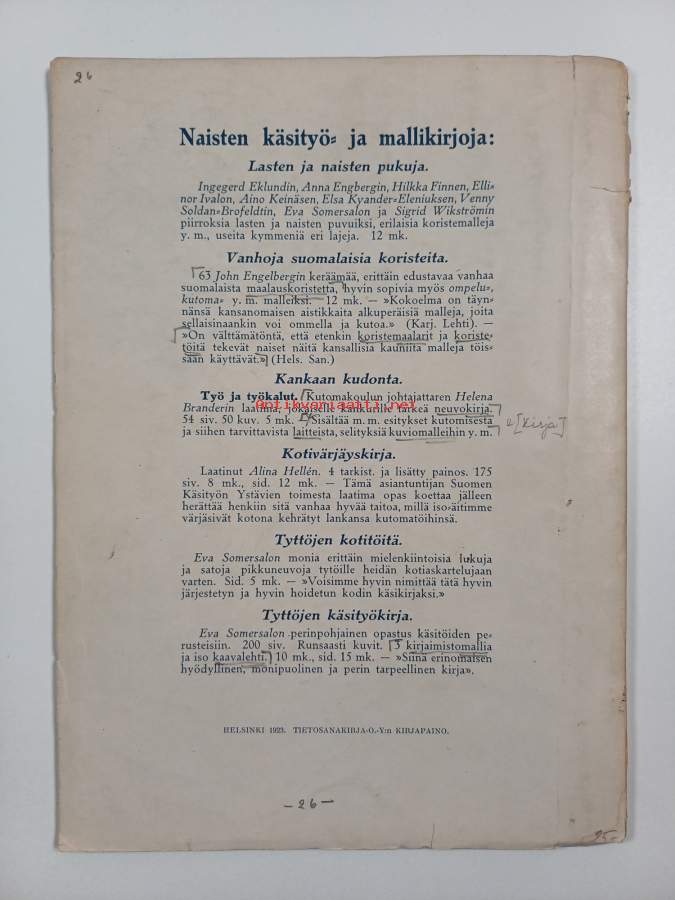 26
Naisten käsityö- ja mallikirjoja:
Lasten ja naisten pukuja.
Ingegerd Eklundin, Anna Engbergin, Hilkka Finnen, Elli-
nor Ivalon, Aino Keinäsen, Elsa Kyander-Eleniuksen, Venny
Soldan-Brofeldtin, Eva Somersalon ja Sigrid Wikströmin
piirroksia lasten ja naisten puvuiksi, erilaisia koristemalleja
y. m., useita kymmeniä eri lajeja. 12 mk.
Vanhoja suomalaisia koristeita.
63 John Engelbergin keräämää, erittäin edustavaa vanhaa
suomalaista maalauskoristetta, hyvin sopivia myös ompelu-,
kutoma- y. m. malleiksi. 12 mk. — »Kokoelma on täyn-
nänsä kansanomaisen aistikkaita alkuperäisiä malleja, joita
sellaisinaankin voi ommella ja kutoa.» (Karj. Lehti). —
»On välttämätöntä, että etenkin koristemaalarit ja koriste-
töitä tekevät naiset näitä kansallisia kauniita malleja töis-
sään käyttävät.» (Hels. San.)
Kankaan kudonta.
Työ ja työkalut. Kutomakoulun johtajattaren Helena
Branderin laatima, jokaiselle kankurille tärkeä neuvokirja.
antikvariaatti.net
54 siv. 50 kuv. 5 mk. Sisältää m. m. esitykset kutomisesta
ja siihen tarvittavista laitteista, selityksiä kuviomalleihin y. m.
[kirja]
Kotivärjäyskirja.
Laatinut Alina Hellén. 4 tarkist. ja lisätty painos. 175
siv. 8 mk., sid. 12 mk. — Tämä asiantuntijan Suomen
Käsityön Ystävien toimesta laatima opas koettaa jälleen
herättää henkiin sitä vanhaa hyvää taitoa, millä iso-äitimme
värjäsivät kotona kehrätyt lankansa kutomatöihinsä.
Tyttöjen kotitöitä.
Eva Somersalon monia erittäin mielenkiintoisia lukuja
ja satoja pikkuneuvoja tytöille heidän kotiaskartelujaan
varten. Sid. 5 mk. — »Voisimme hyvin nimittää tätä hyvin
järjestetyn ja hyvin hoidetun kodin käsikirjaksi.»
Tyttöjen käsityökirja.
Eva Somersalon perinpohjainen opastus käsitöiden pe-
rusteisiin. 200 siv. Runsaasti kuvit. 3 kirjaimistomallia
ja iso kaavalehti. 10 mk., sid. 15 mk. — »Siinä erinomaisen
hyödyllinen, monipuolinen ja perin tarpeellinen kirja».
HELSINKI 1923. TIETOSANAKIRJA-O.-Y:n KIRJAPAINO.
—26—
25-